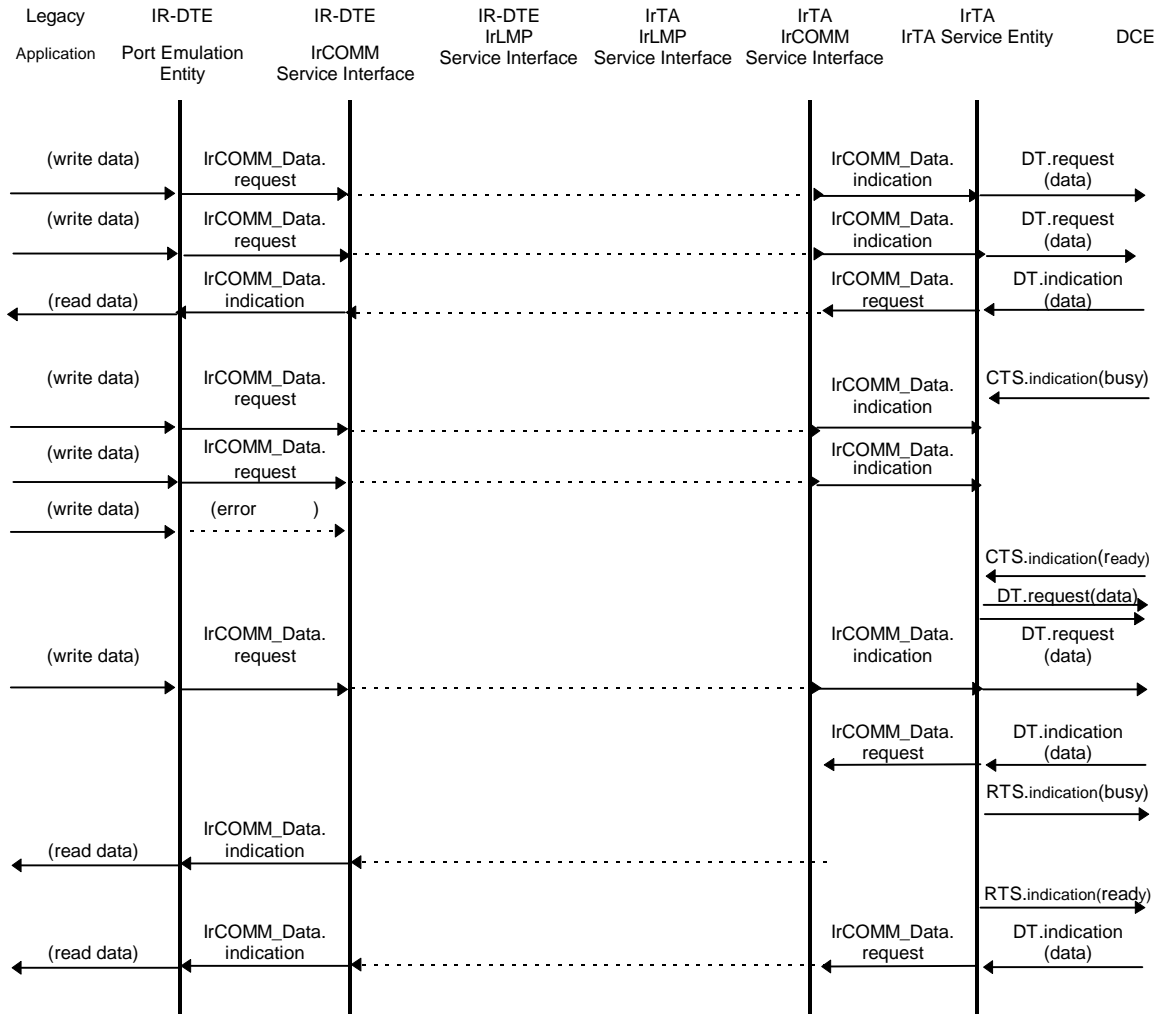 Legacy
Application
IR-DTE
Port Emulation
Entity
IR-DTE
IrCOMM
Service Interface
IR-DTE
IrLMP
Service Interface
IrTA
IrLMP
Service Interface
IrTA
IrCOMM
Service Interface
IrTA
IrTA Service Entity
DCE
(write data)
IrCOMM_Data.
request
IrCOMM_Data.
indication
DT.request
(data)
(write data)
IrCOMM_Data.
request
IrCOMM_Data.
indication
DT.request
(data)
(read data)
IrCOMM_Data.
indication
IrCOMM_Data.
request
DT.indication
(data)
(write data)
IrCOMM_Data.
request
IrCOMM_Data.
indication
CTS.indication(busy)
(write data)
IrCOMM_Data.
request
IrCOMM_Data.
indication
(write data)
(error )
CTS.indication(ready)
DT.request(data)
(write data)
IrCOMM_Data.
request
IrCOMM_Data.
indication
DT.request
(data)
IrCOMM_Data.
request
DT.indication
(data)
RTS.indication(busy)
(read data)
IrCOMM_Data.
indication
RTS.indication(ready)
(read data)
IrCOMM_Data.
indication
IrCOMM_Data.
request
DT.indication
(data)